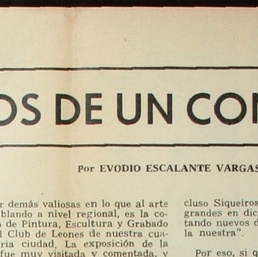 OS DE UN CON
Por EVODIO ESCALANTE VARGAS
r demás valiosas en lo que al arte
blando a nivel regional, es la co-
n de Pintura, Escultura y Grabado
l Club de Leones de nuestra cua-
ria ciudad. La exposición de la
fue muy visitada y comentada, y
cluso Siqueiros
grandes en dic
tando nuevos d
la nuestra".
Por eso, si q